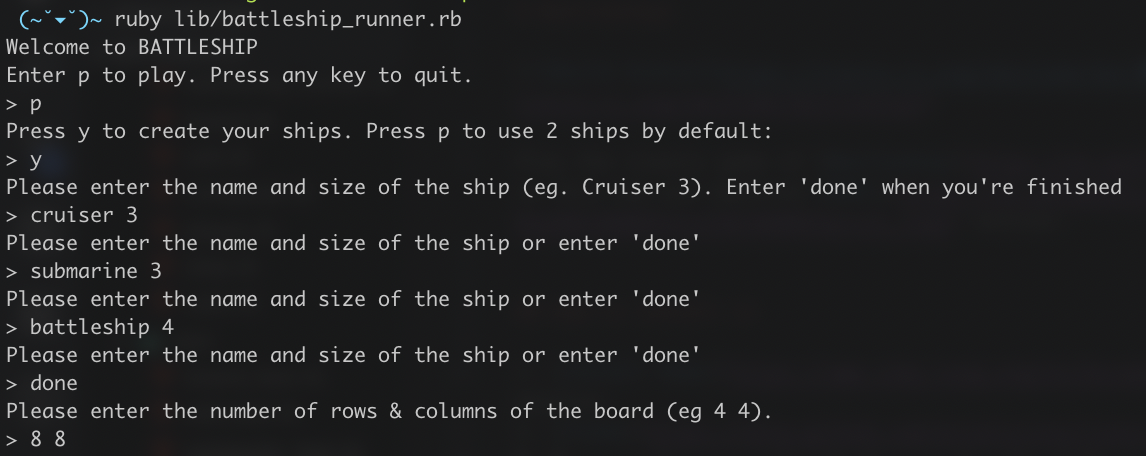 (~˘▾˘)~ ruby lib/battleship_runner.rb
Welcome to BATTLESHIP
Enter p to play. Press any key to quit.
> p
Press y to create your ships. Press p to use 2 ships by default:
> y
Please enter the name and size of the ship (eg. Cruiser 3). Enter 'done' when you're finished
> cruiser 3
Please enter the name and size of the ship or enter 'done'
> submarine 3
Please enter the name and size of the ship or enter 'done'
> battleship 4
Please enter the name and size of the ship or enter 'done'
> done
Please enter the number of rows & columns of the board (eg 4 4).
> 8 8